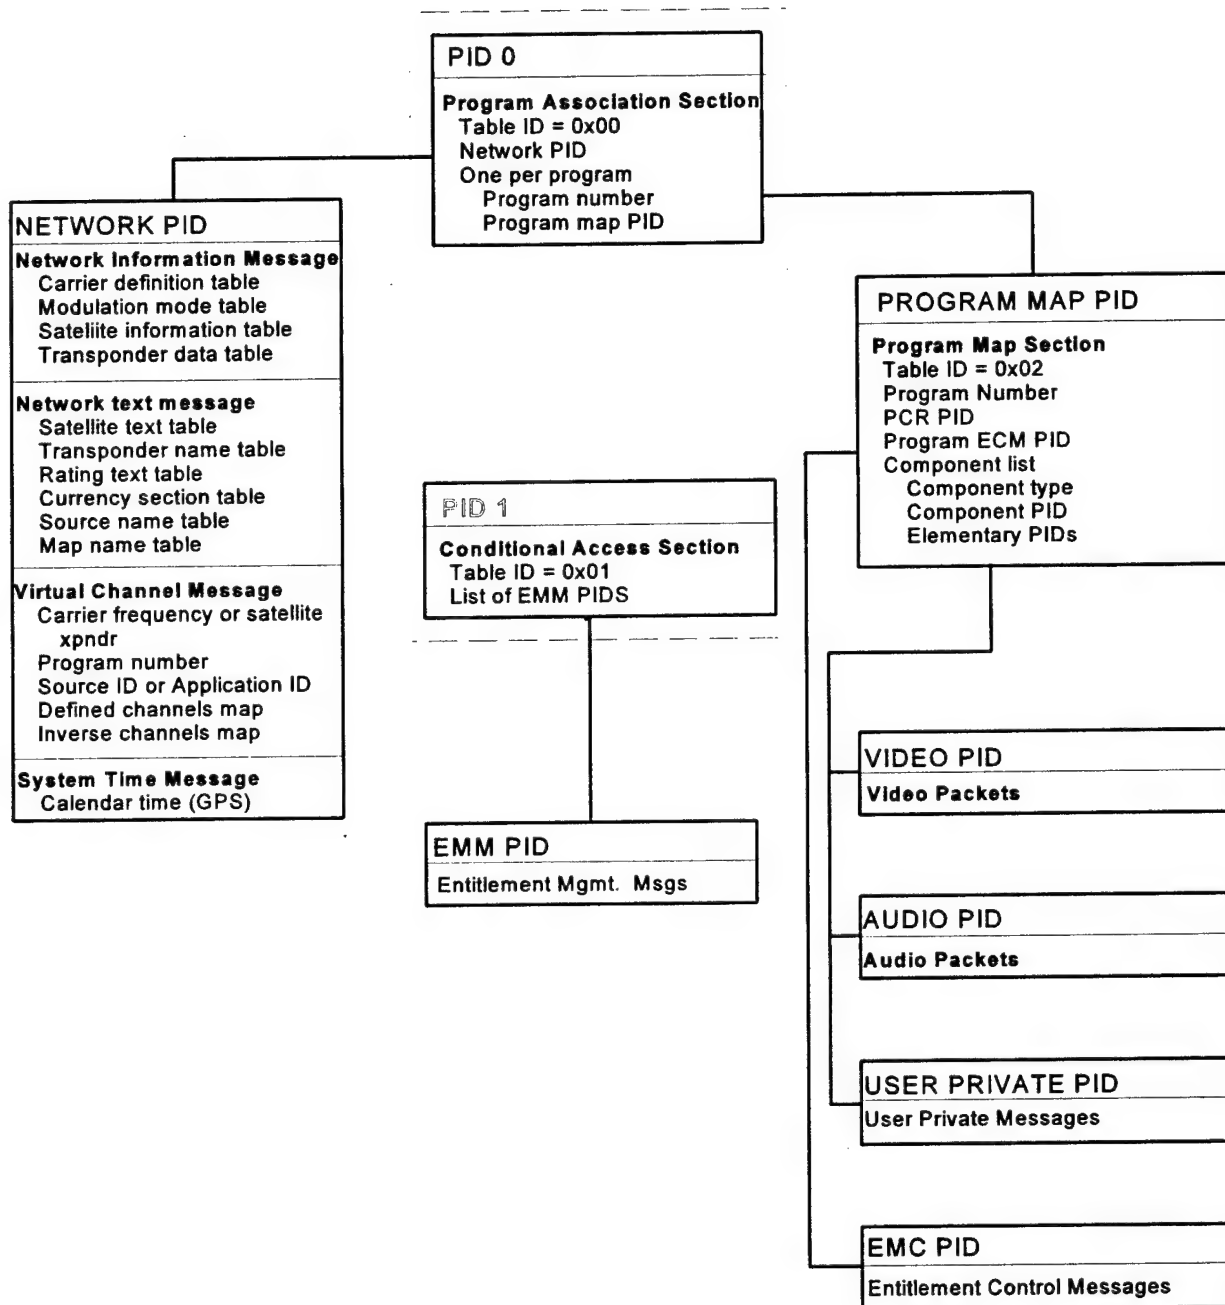 PID 0
Program Association Section
Table ID = 0x00
Network PID
One per program
Program number
Program map PID
NETWORK PID
Network Information Message
Carrier definition table
Modulation mode table
Satellite information table
Transponder data table
Network text message
Satellite text table
Transponder name table
Rating text table
Currency section table
Source name table
Map name table
Virtual Channel Message
Carrier frequency or satellite
xpndr
Program number
Source ID or Application ID
Defined channels map
Inverse channels map
System Time Message
Calendar time (GPS)
PID 1
Conditional Access Section
Table ID = 0x01
List of EMM PIDS
EMM PID
Entitlement Mgmt. Msgs
PROGRAM MAP PID
Program Map Section
Table ID = 0x02
Program Number
PCR PID
Program ECM PID
Component list
Component type
Component PID
Elementary PIDs
VIDEO PID
Video Packets
AUDIO PID
Audio Packets
USER PRIVATE PID
User Private Messages
EMC PID
Entitlement Control Messages